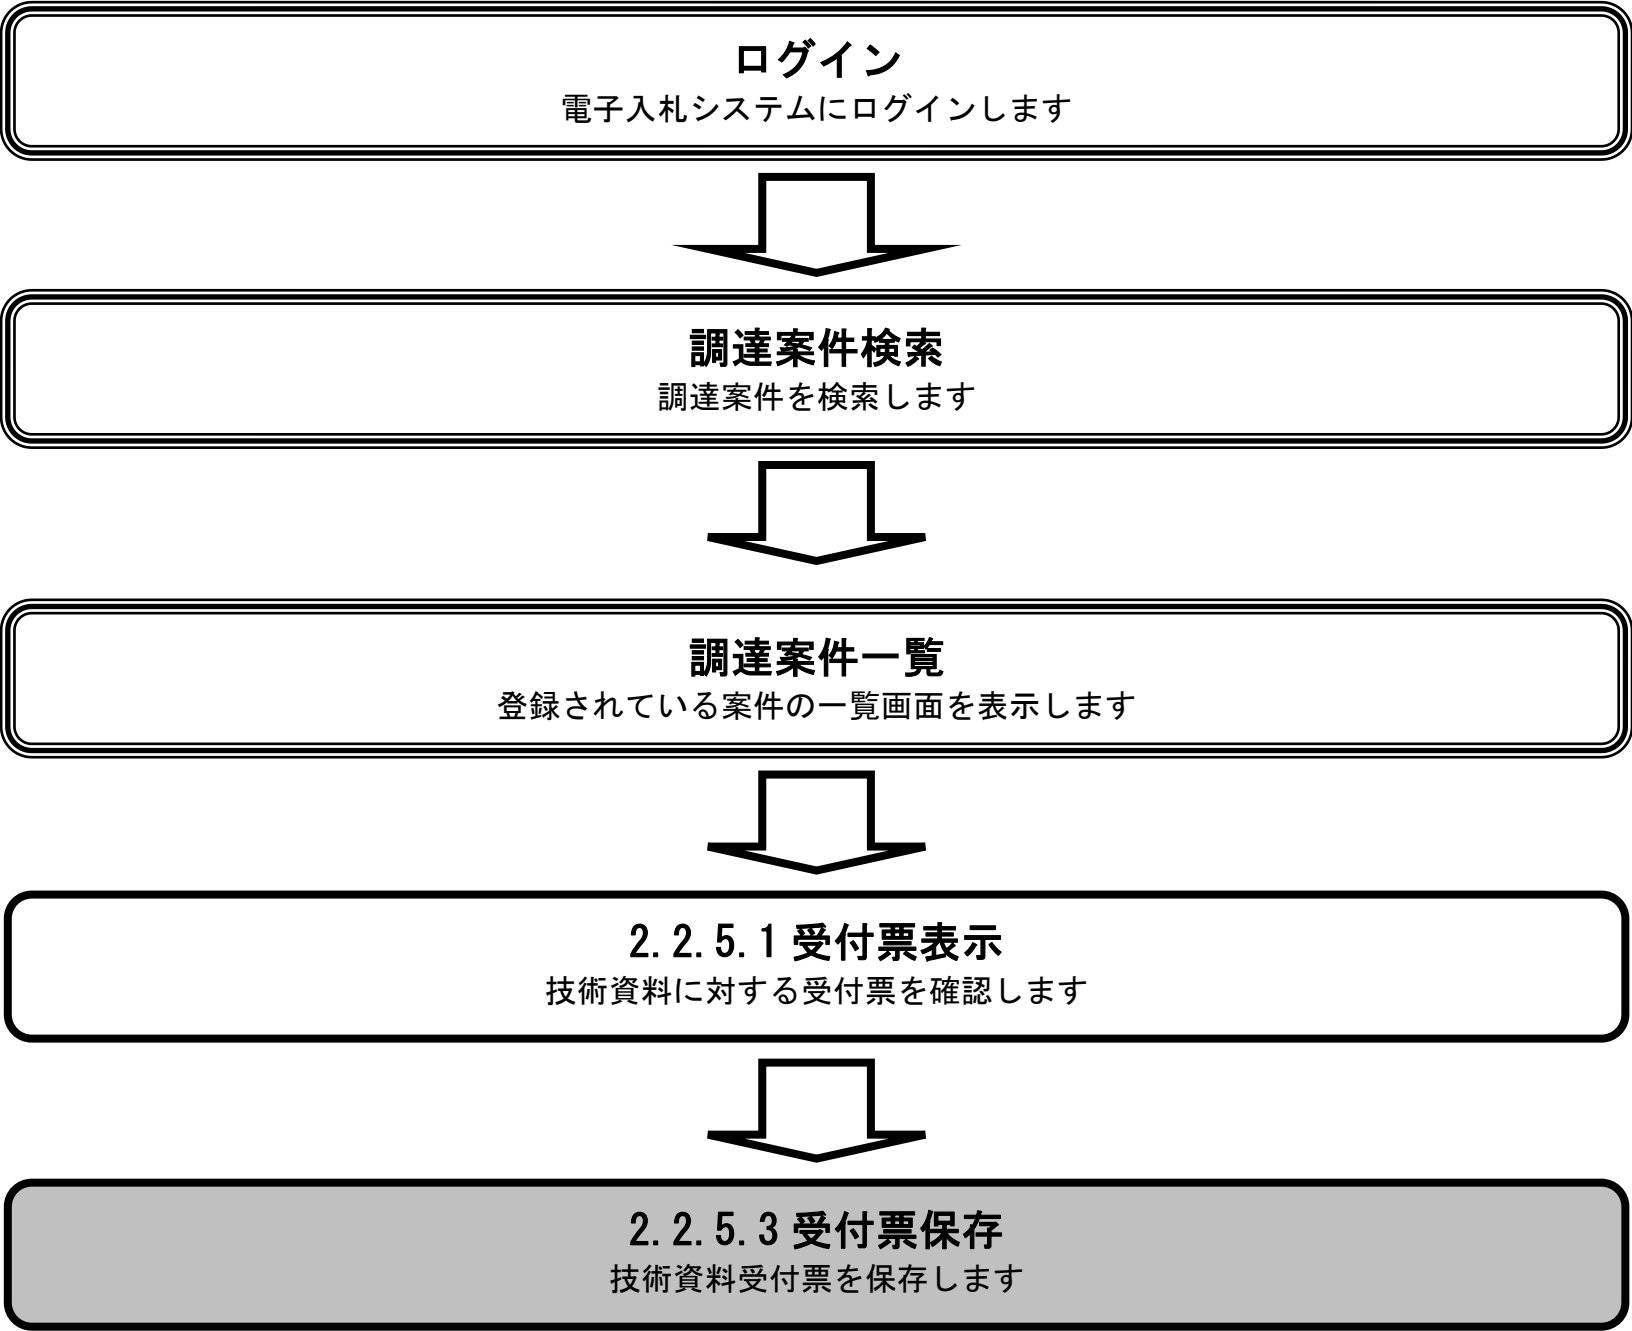 ログイン
電子入札システムにログインします
調達案件検索
調達案件を検索します
調達案件一覧
登録されている案件の一覧画面を表示します
2.2.5.1 受付票表示
技術資料に対する受付票を確認します
2.2.5.3 受付票保存
技術資料受付票を保存します